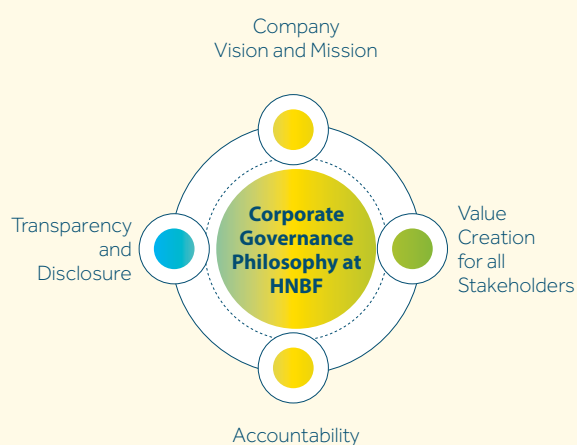 Company
Vision and Mission
Transparency
and
Disclosure
Corporate
Governance
Philosophy at
HNBF
Value
Creation
for all
Stakeholders
Accountability